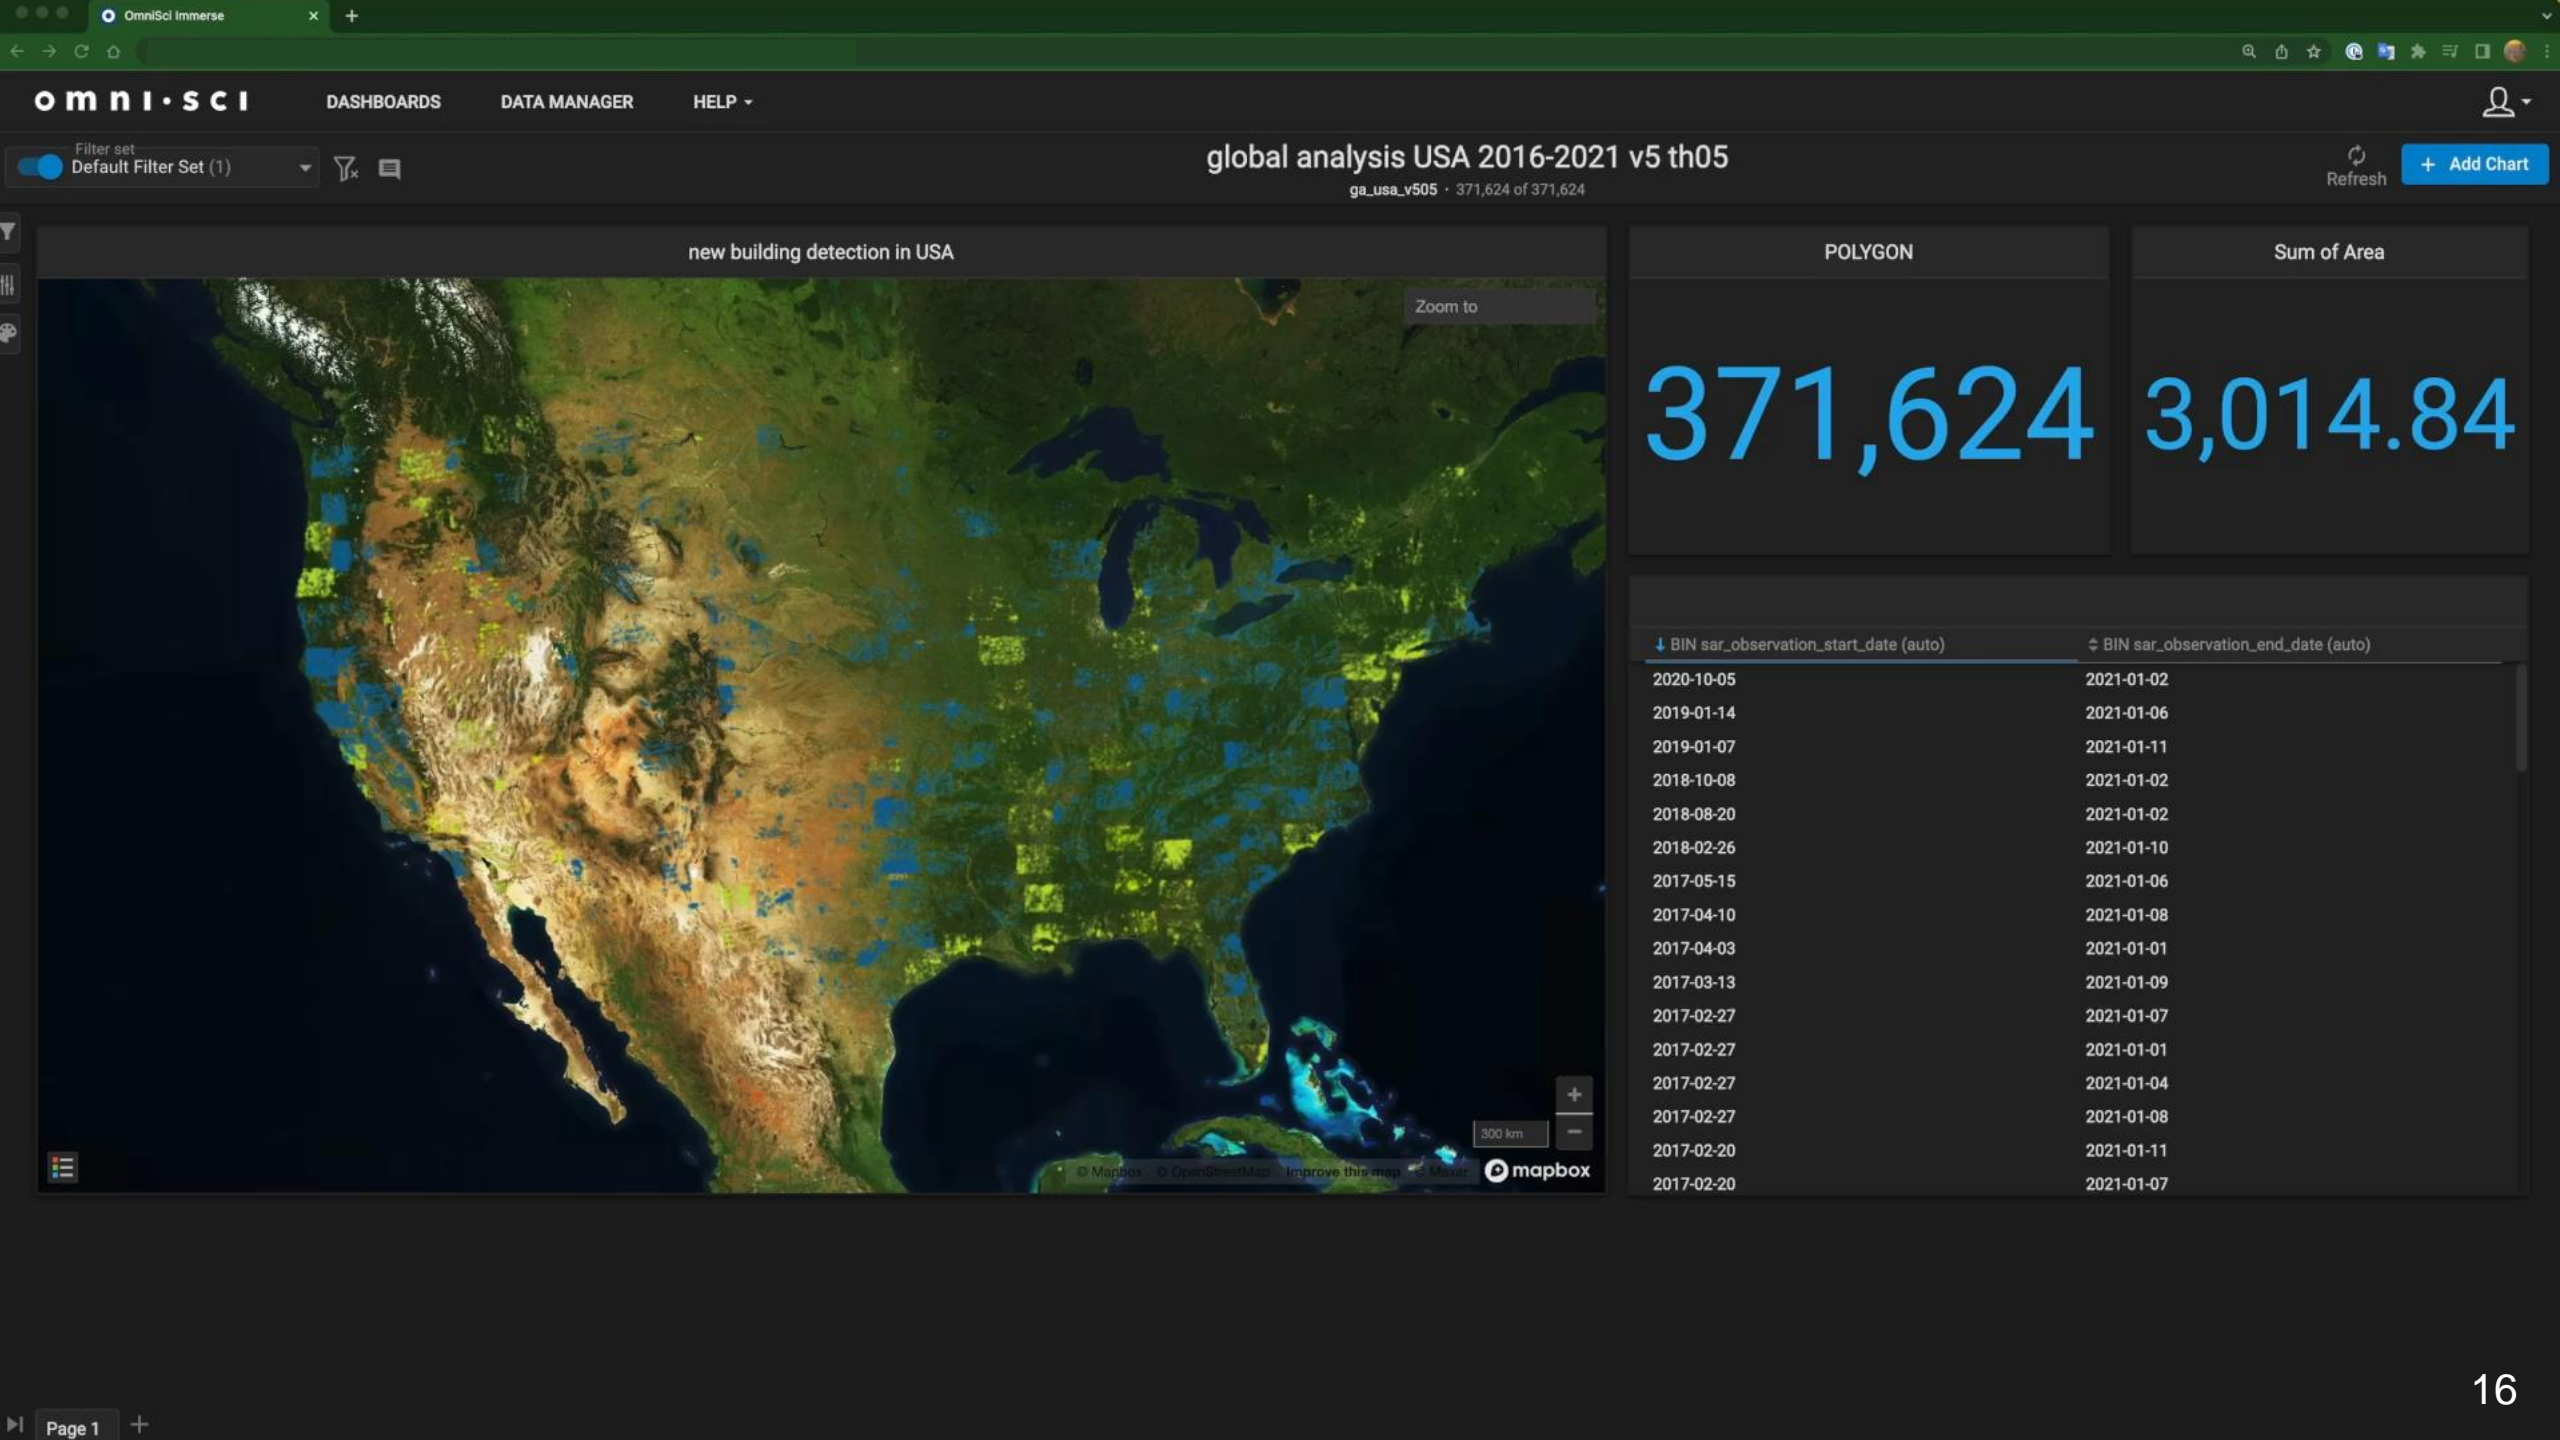 OmniSci Immerse
omni·sci DASHBOARDS DATA MANAGER HELP
Filter set
Default Filter Set (1)
global analysis USA 2016-2021 v5 th05
ga_usa_v505 · 371,624 of 371,624
Refresh
+ Add Chart
new building detection in USA
Zoom to
300 km
© Mapbox © OpenStreetMap Improve this map © Maxar
mapbox
POLYGON
371,624
Sum of Area
3,014.84
BIN sar_observation_start_date (auto) BIN sar_observation_end_date (auto)
2020-10-05 2021-01-02
2019-01-14 2021-01-06
2019-01-07 2021-01-11
2018-10-08 2021-01-02
2018-08-20 2021-01-02
2018-02-26 2021-01-10
2017-05-15 2021-01-06
2017-04-10 2021-01-08
2017-04-03 2021-01-01
2017-03-13 2021-01-09
2017-02-27 2021-01-07
2017-02-27 2021-01-01
2017-02-27 2021-01-04
2017-02-27 2021-01-08
2017-02-20 2021-01-11
2017-02-20 2021-01-07
16
Page 1